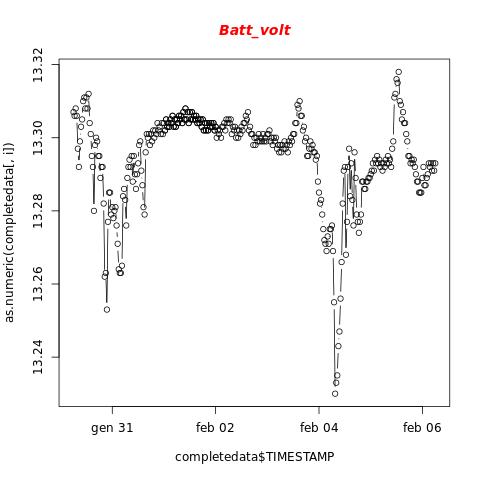 Batt_volt
as.numeric(completedata[, i])
13.32
13.30
13.28
13.26
13.24
gen 31
feb 02
feb 04
feb 06
completedata$TIMESTAMP